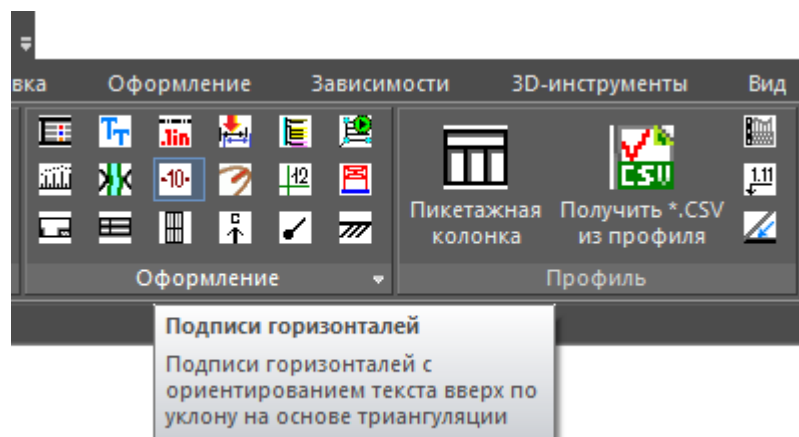 вка Оформление Зависимости 3D-инструменты Вид
Тт .lin
-10- 12 1.11
CSV
Пикетажная Получить *.CSV
колонка из профиля
Оформление Профиль
Подписи горизонталей
Подписи горизонталей с
ориентированием текста вверх по
уклону на основе триангуляции